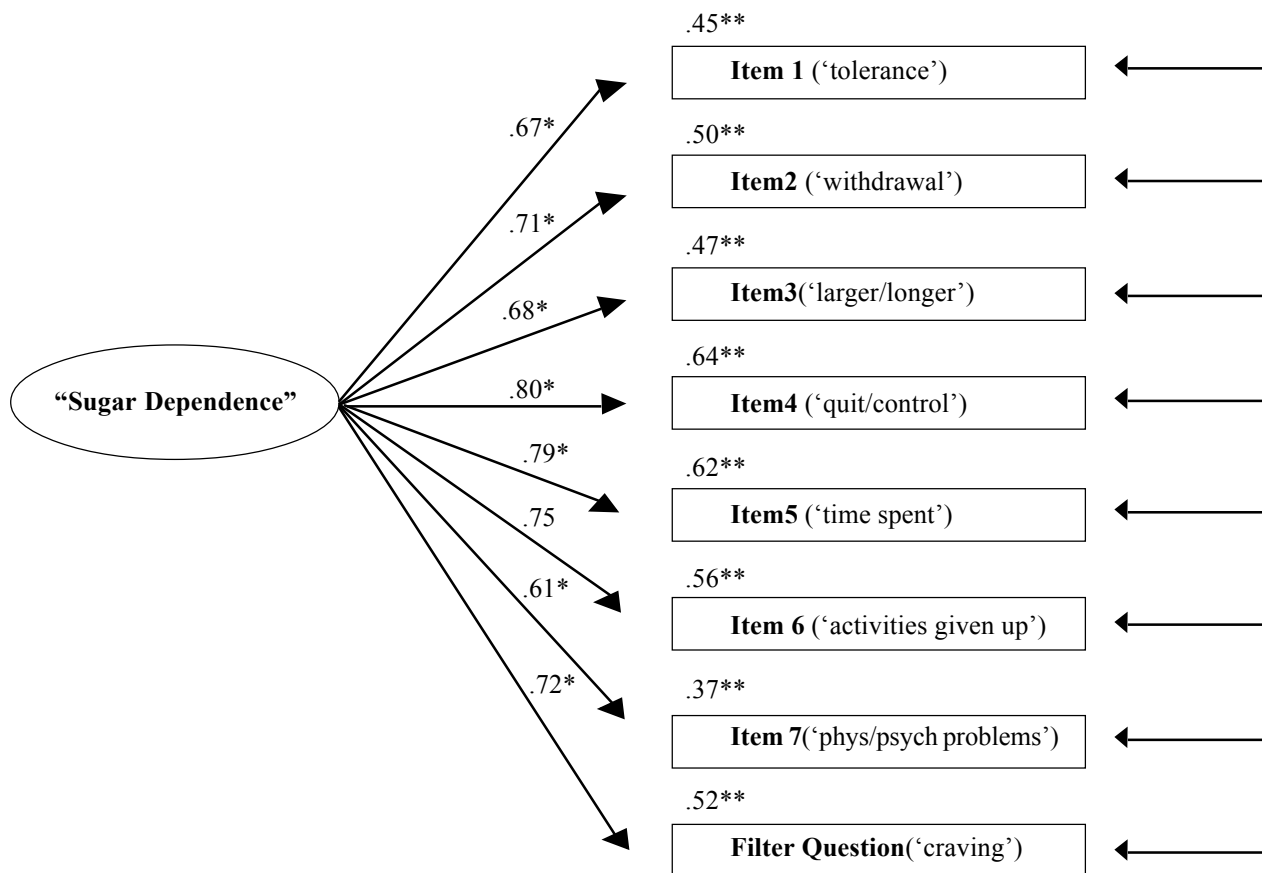 .45**
Item 1 (‘tolerance’)
.67*
.50**
Item2 (‘withdrawal’)
.71*
.47**
Item3(‘larger/longer’)
.68*
.64**
“Sugar Dependence”
.80*
Item4 (‘quit/control’)
.79*
.62**
Item5 (‘time spent’)
.75
.61*
.56**
Item 6 (‘activities given up’)
.72*
.37**
Item 7(‘phys/psych problems’)
.52**
Filter Question(‘craving’)